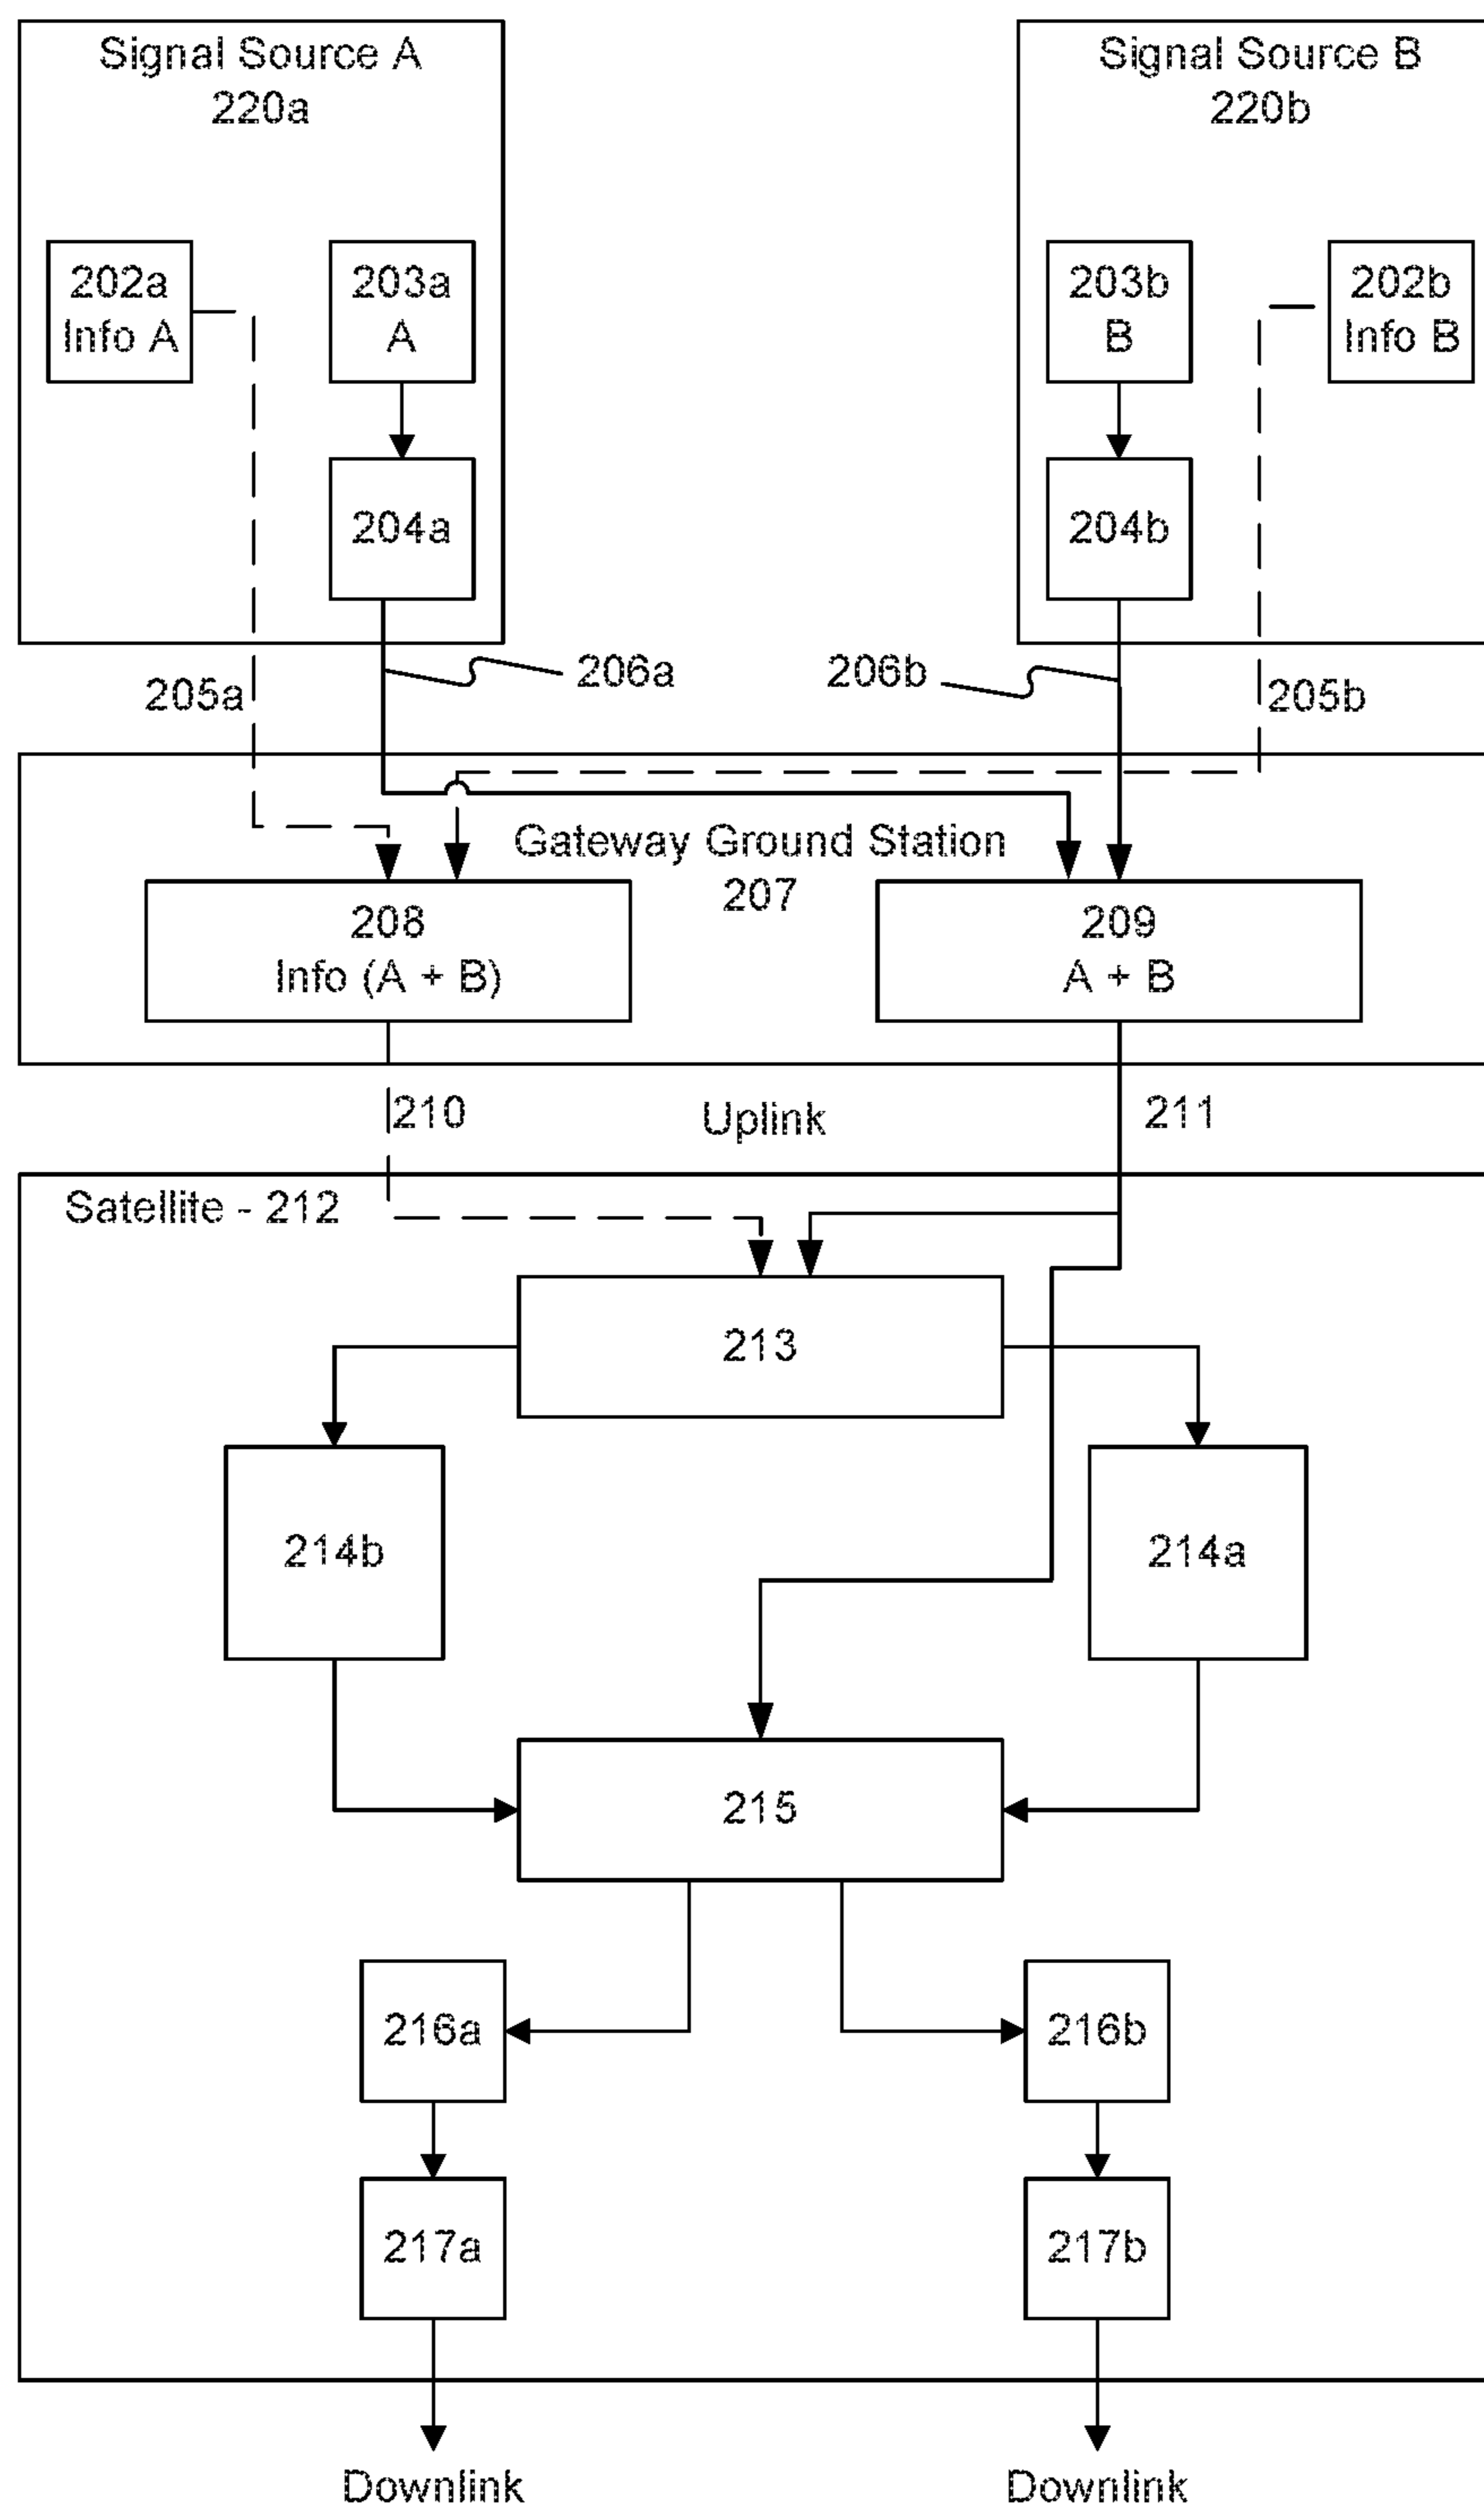 Signal Source A
220a
Signal Source B
220b
202a
Info A
203a
A
203b
B
202b
Info B
204a
204b
206a
206b
205a
205b
Gateway Ground Station
207
208
Info (A + B)
209
A + B
210
Uplink
211
Satellite - 212
213
214b
214a
215
216a
216b
217a
217b
Downlink
Downlink